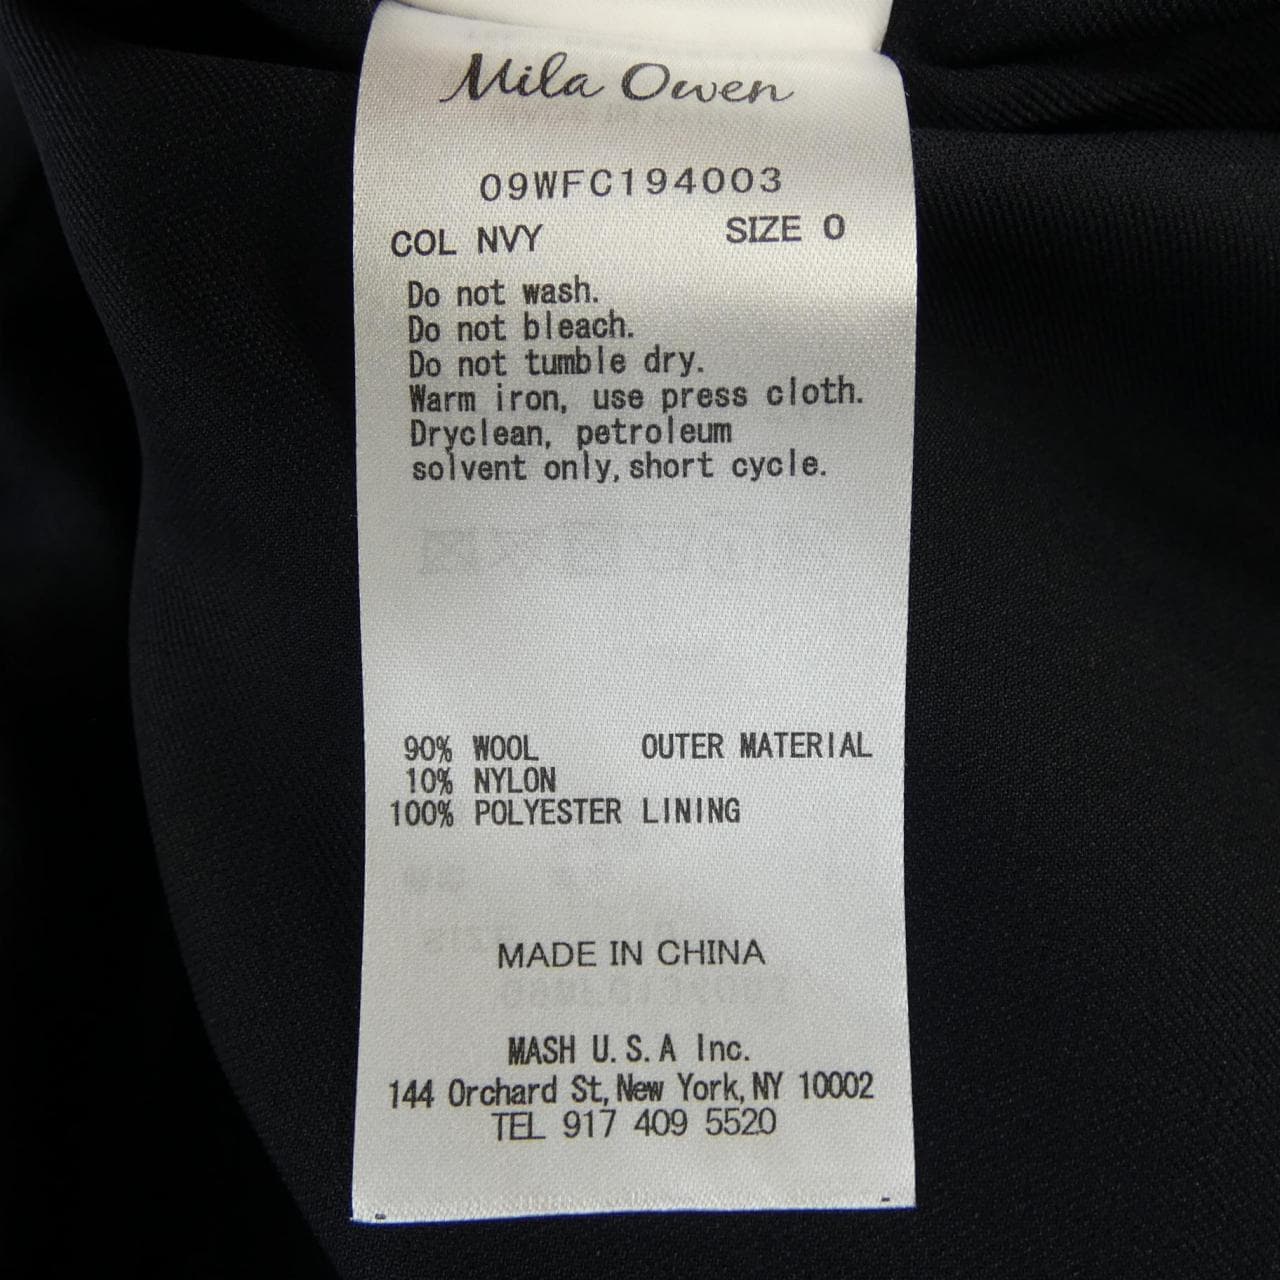 Mila Owen
09WFC194003
COL NVY SIZE 0
Do not wash.
Do not bleach.
Do not tumble dry.
Warm iron, use press cloth.
Dryclean, petroleum
solvent only, short cycle.
90% WOOL OUTER MATERIAL
10% NYLON
100% POLYESTER LINING
MADE IN CHINA
MASH U.S.A Inc.
144 Orchard St, New York, NY 10002
TEL 917 409 5520